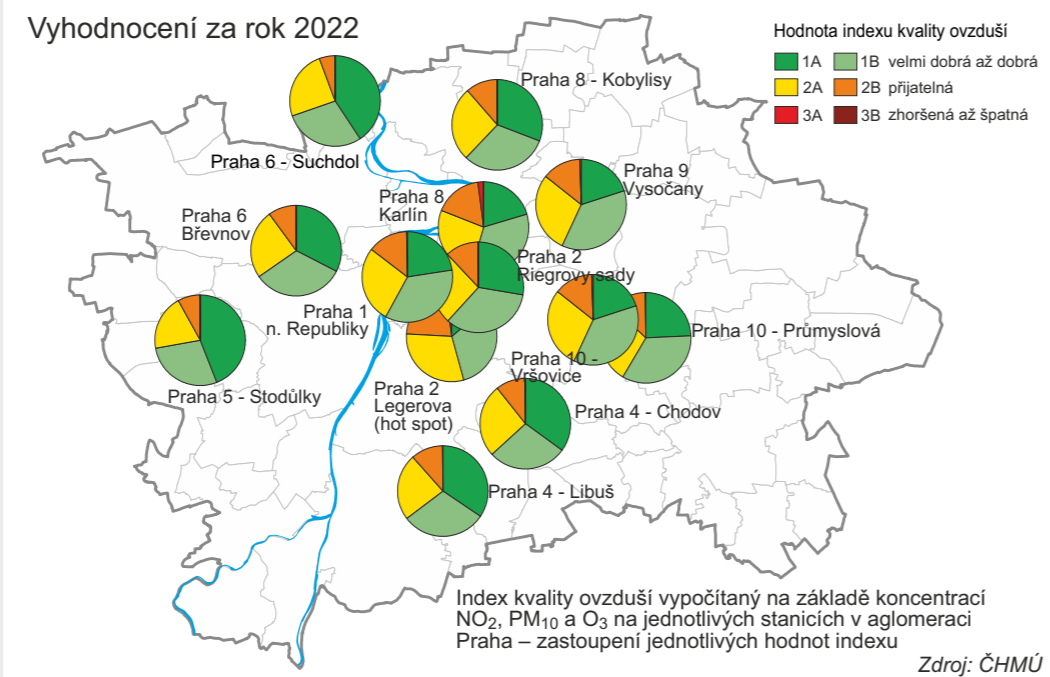 Vyhodnocení za rok 2022
Hodnota indexu kvality ovzduší
1A 1B velmi dobrá až dobrá
2A 2B přijatelná
3A 3B zhoršená až špatná
Praha 8 - Kobylisy
Praha 6 - Suchdol
Praha 9
Vysočany
Praha 8
Karlín
Praha 6
Břevnov
Praha 2
Riegrovy sady
Praha 1
n. Republiky
Praha 10 - Průmyslová
Praha 10 -
Vršovice
Praha 5 - Stodůlky
Praha 2
Legerova
(hot spot)
Praha 4 - Chodov
Praha 4 - Libuš
Index kvality ovzduší vypočítaný na základě koncentrací
NO₂, PM₁₀ a O₃ na jednotlivých stanicích v aglomeraci
Praha – zastoupení jednotlivých hodnot indexu
Zdroj: ČHMÚ